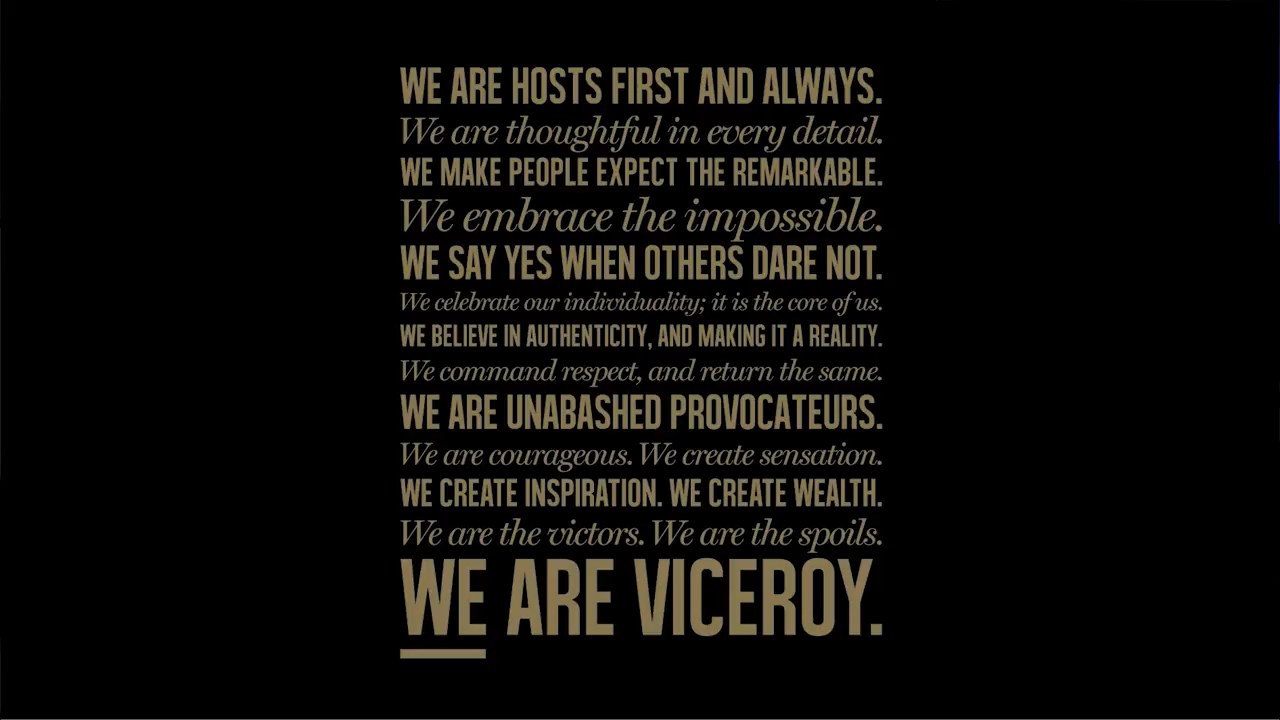 WE ARE HOSTS FIRST AND ALWAYS.
We are thoughtful in every detail.
WE MAKE PEOPLE EXPECT THE REMARKABLE.
We embrace the impossible.
WE SAY YES WHEN OTHERS DARE NOT.
We celebrate our individuality; it is the core of us.
WE BELIEVE IN AUTHENTICITY, AND MAKING IT A REALITY.
We command respect, and return the same.
WE ARE UNABASHED PROVOCATEURS.
We are courageous. We create sensation.
WE CREATE INSPIRATION. WE CREATE WEALTH.
We are the victors. We are the spoils.
WE ARE VICEROY.